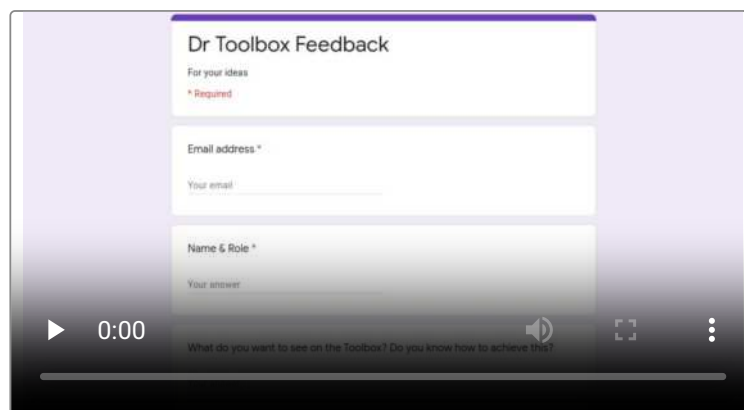 Dr Toolbox Feedback
For your ideas
* Required
Email address *
Your email
Name & Role *
Your answer
0:00
What do you want to see on the Toolbox? Do you know how to achieve this?